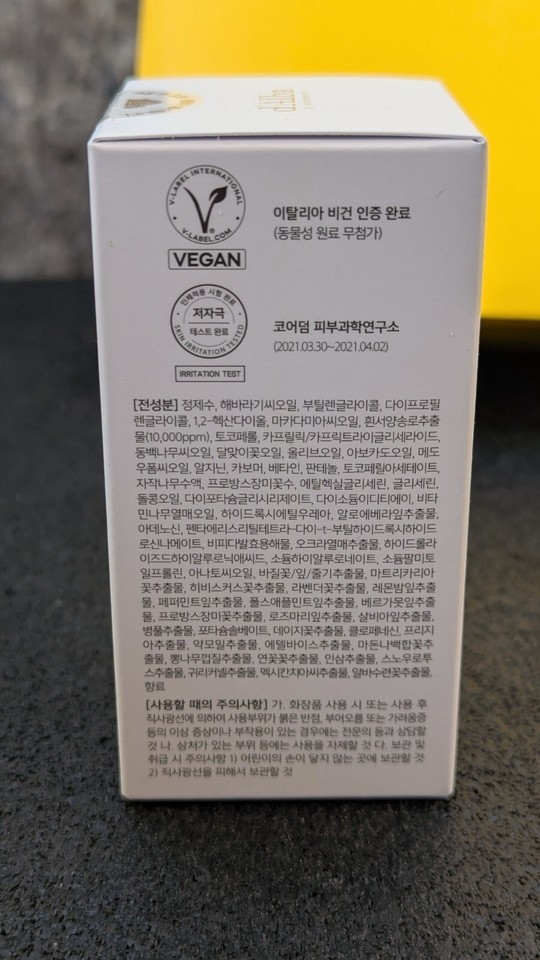 d'Alba
V-LABEL INTERNATIONAL
V-LABEL.COM
VEGAN
이탈리아 비건 인증 완료
(동물성 원료 무첨가)
인체적용 시험 완료
저자극
테스트 완료
SKIN IRRITATION TESTED
IRRITATION TEST
코어덤 피부과학연구소
(2021.03.30~2021.04.02)
[전성분] 정제수, 해바라기씨오일, 부틸렌글라이콜, 다이프로필
렌글라이콜, 1,2-헥산다이올, 마카다미아씨오일, 흰서양송로추출
물(10,000ppm), 토코페롤, 카프릴릭/카프릭트라이글리세라이드,
동백나무씨오일, 달맞이꽃오일, 올리브오일, 아보카도오일, 메도
우폼씨오일, 알지닌, 카보머, 베타인, 판테놀, 토코페릴아세테이트,
자작나무수액, 프로방스장미꽃수, 에틸헥실글리세린, 글리세린,
돌콩오일, 다이포타슘글리시리제이트, 다이소듐이디티에이, 비타
민나무열매오일, 하이드록시에틸우레아, 알로에베라잎추출물,
아데노신, 펜타에리스리틸테트라-다이-t-부틸하이드록시하이드
로신나메이트, 비피다발효용해물, 오크라열매추출물, 하이드롤라
이즈드하이알루로닉애씨드, 소듐하이알루로네이트, 소듐팔미토
일프롤린, 아나토씨오일, 바질꽃/잎/줄기추출물, 마트리카리아
꽃추출물, 히비스커스꽃추출물, 라벤더꽃추출물, 레몬밤잎추출
물, 페퍼민트잎추출물, 폴스애플민트잎추출물, 베르가못잎추출
물, 프로방스장미꽃추출물, 로즈마리잎추출물, 살비아잎추출물,
병풀추출물, 포타슘솔베이트, 데이지꽃추출물, 클로페네신, 프리지
아추출물, 약모밀추출물, 에델바이스추출물, 마돈나백합꽃추
출물, 뽕나무껍질추출물, 연꽃꽃추출물, 인삼추출물, 스노우로투
스추출물, 귀리커넬추출물, 멕시칸치아씨추출물, 알바수련꽃추출물,
향료
[사용할 때의 주의사항] 가. 화장품 사용 시 또는 사용 후
직사광선에 의하여 사용부위가 붉은 반점, 부어오름 또는 가려움증
등의 이상 증상이나 부작용이 있는 경우에는 전문의 등과 상담할
것 나. 상처가 있는 부위 등에는 사용을 자제할 것 다. 보관 및
취급 시 주의사항 1) 어린이의 손이 닿지 않는 곳에 보관할 것
2) 직사광선을 피해서 보관할 것